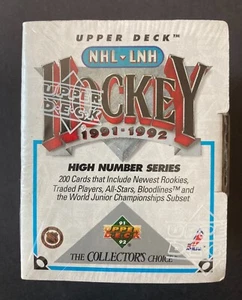 UPPER DECK™
NHL • LNH
HOCKEY
UPPER
DECK
1991-1992
HIGH NUMBER SERIES
200 Cards that Include Newest Rookies,
Traded Players, All-Stars, Bloodlines™ and
the World Junior Championships Subset
THE COLLECTOR'S CHOICE